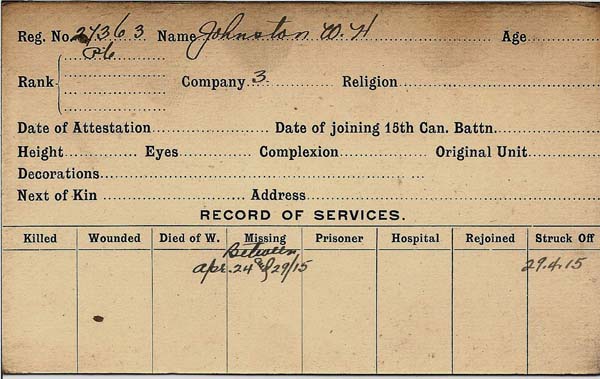 Reg. No. 27363 Name Johnston W. H Age
Pte
Rank Company 3 Religion
Date of Attestation Date of joining 15th Can. Battn.
Height Eyes Complexion Original Unit
Decorations
Next of Kin Address
RECORD OF SERVICES.
Killed Wounded Died of W. Missing Prisoner Hospital Rejoined Struck Off
Between
Apr. 24 & 29/15 29.4.15